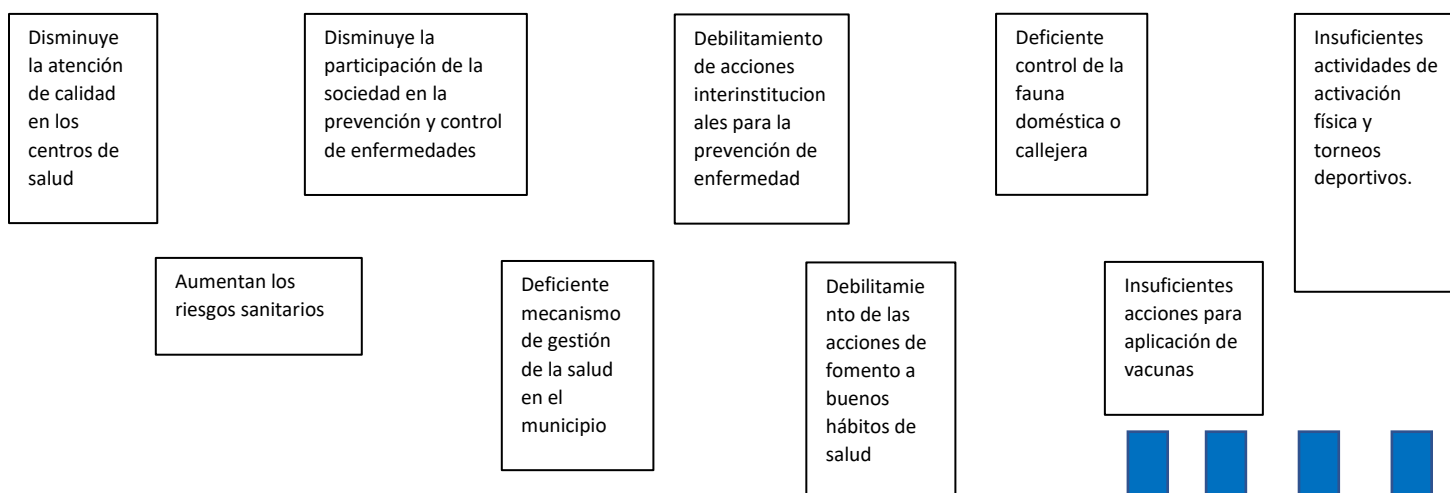 Disminuye
la atención
de calidad
en los
centros de
salud
Disminuye la
participación de la
sociedad en la
prevención y control
de enfermedades
Debilitamiento
de acciones
interinstitucion
ales para la
prevención de
enfermedad
Deficiente
control de la
fauna
doméstica o
callejera
Insuficientes
actividades de
activación
física y
torneos
deportivos.
Aumentan los
riesgos sanitarios
Deficiente
mecanismo
de gestión
de la salud
en el
municipio
Debilitamie
nto de las
acciones de
fomento a
buenos
hábitos de
salud
Insuficientes
acciones para
aplicación de
vacunas